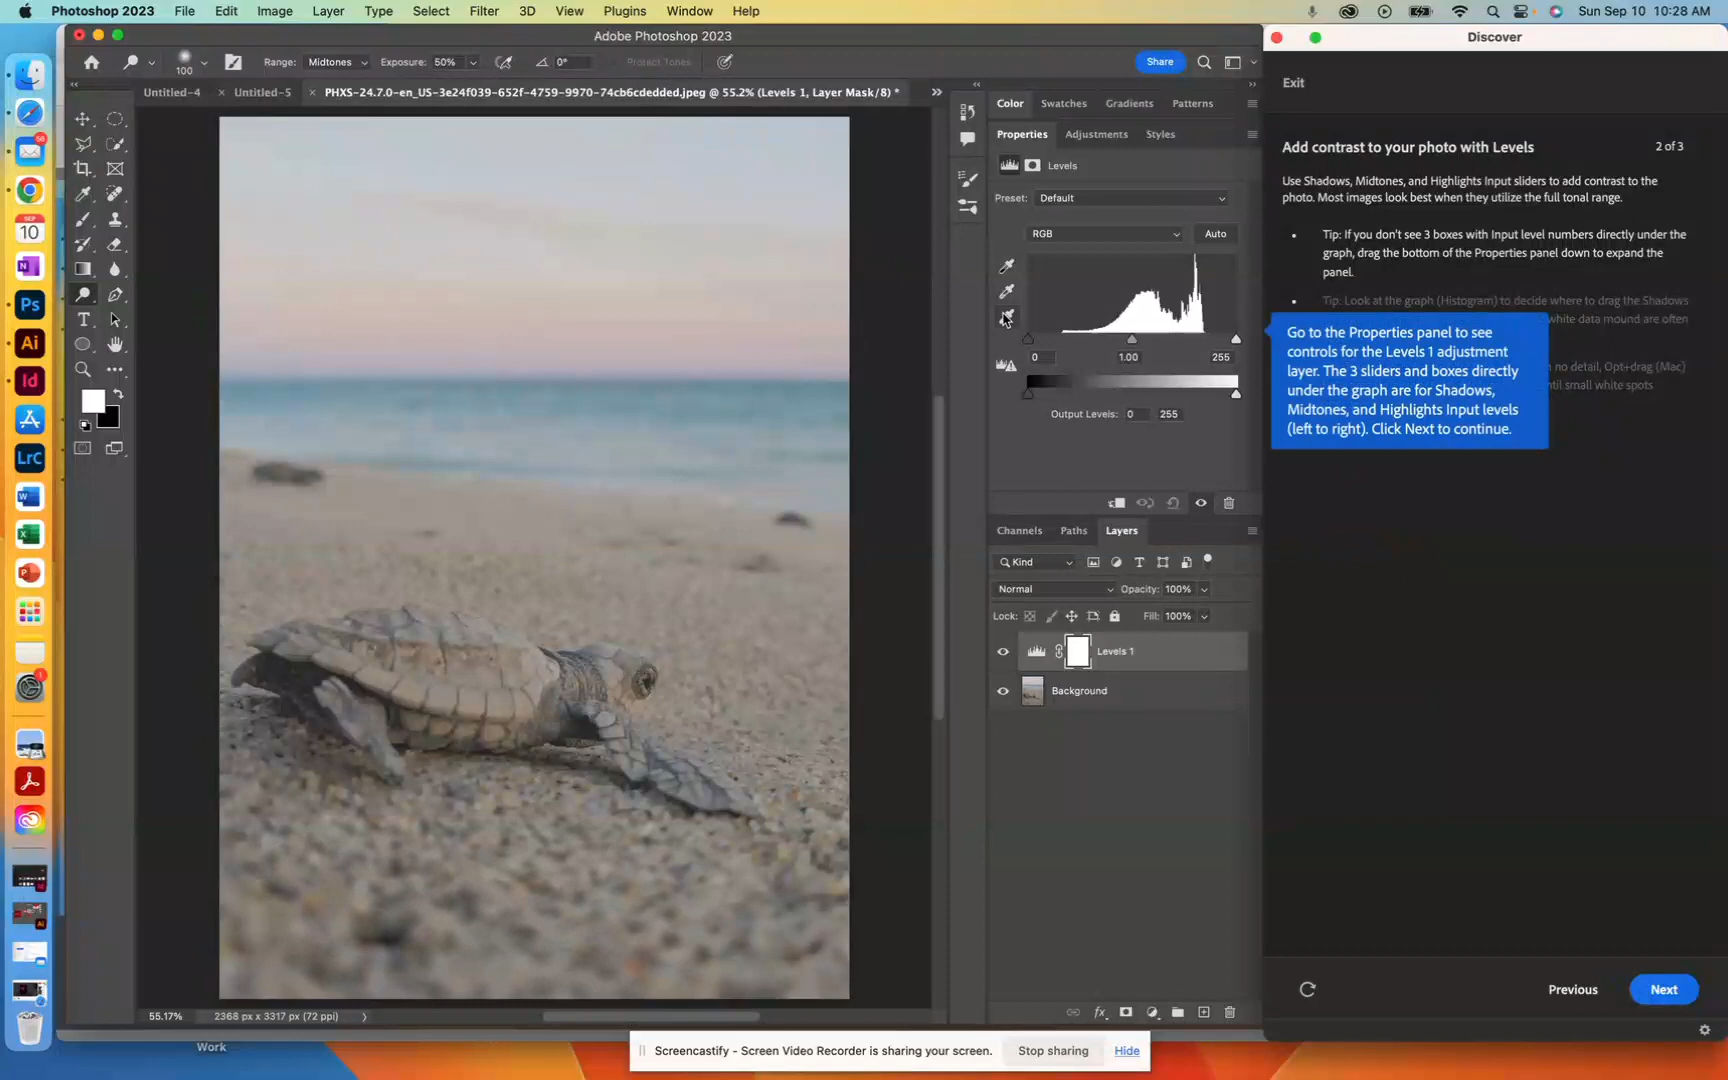 Photoshop 2023 File Edit Image Layer Type Select Filter 3D View Plugins Window Help
Sun Sep 10 10:28 AM
Adobe Photoshop 2023
Discover
100
Range: Midtones
Exposure: 50%
0°
Protect Tones
Share
Exit
Untitled-4
Untitled-5
PHXS-24.7.0-en_US-3e24f039-652f-4759-9970-74cb6cdedded.jpeg @ 55.2% (Levels 1, Layer Mask/8) *
Color Swatches Gradients Patterns
Properties Adjustments Styles
Levels
Preset: Default
RGB
Auto
0 1.00 255
Output Levels: 0 255
Channels Paths Layers
Kind
Normal
Opacity: 100%
Lock:
Fill: 100%
Levels 1
Background
Add contrast to your photo with Levels
2 of 3
Use Shadows, Midtones, and Highlights Input sliders to add contrast to the
photo. Most images look best when they utilize the full tonal range.
Tip: If you don't see 3 boxes with Input level numbers directly under the
graph, drag the bottom of the Properties panel down to expand the
panel.
Tip: Look at the graph (Histogram) to decide where to drag the Shadows
white data mound are often
no detail, Opt+drag (Mac)
until small white spots
Go to the Properties panel to see
controls for the Levels 1 adjustment
layer. The 3 sliders and boxes directly
under the graph are for Shadows,
Midtones, and Highlights Input levels
(left to right). Click Next to continue.
56
SEP
10
N
Ps
Ai
Id
LrC
W
X
P
1
T
55.17%
2368 px x 3317 px (72 ppi)
fx
Previous
Next
Work
Screencastify - Screen Video Recorder is sharing your screen.
Stop sharing
Hide